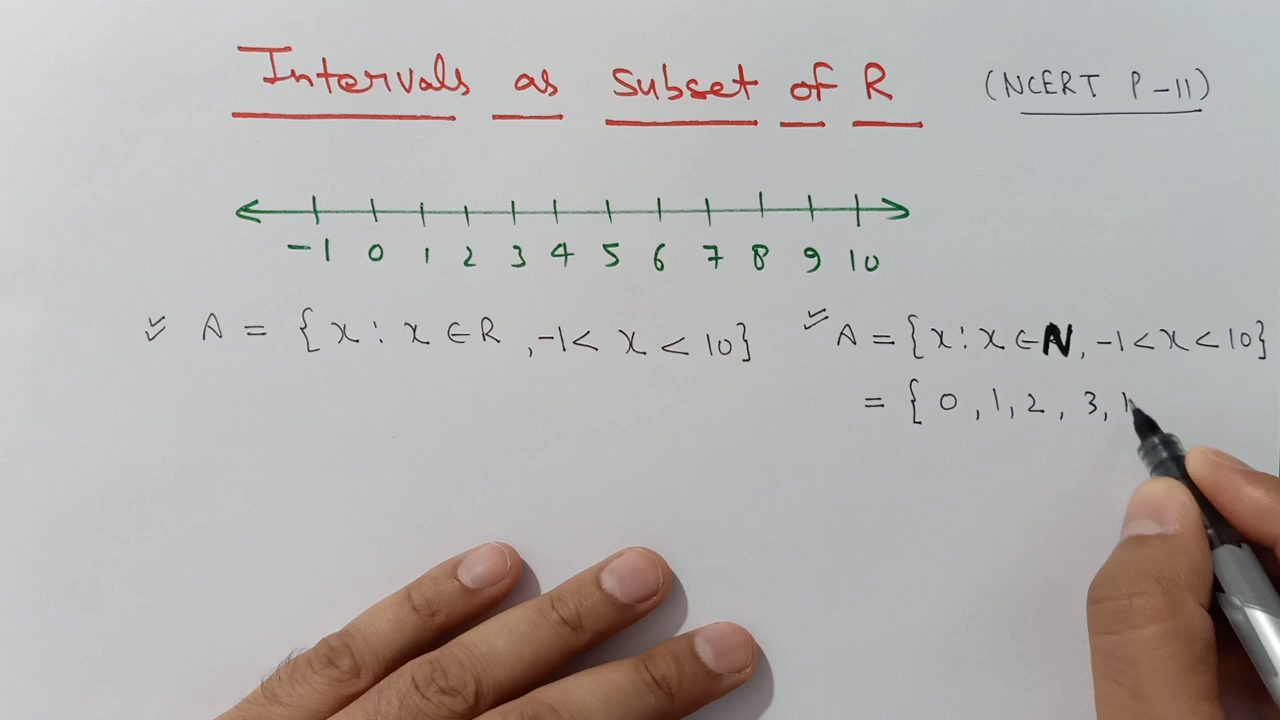 Intervals as Subset of R (NCERT P-11)
-1 0 1 2 3 4 5 6 7 8 9 10
A = {x : x ∈ R, -1 < x < 10}
A = {x : x ∈ N, -1 < x < 10}
= { 0, 1, 2, 3,